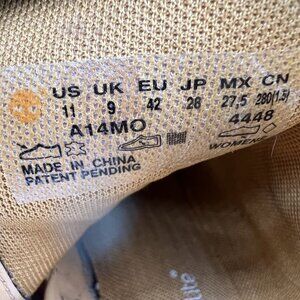 US UK EU JP MX CN
11 9 42 28 27,5 280(1.5)
A14MO 4448
WOMENS
MADE IN CHINA
PATENT PENDING